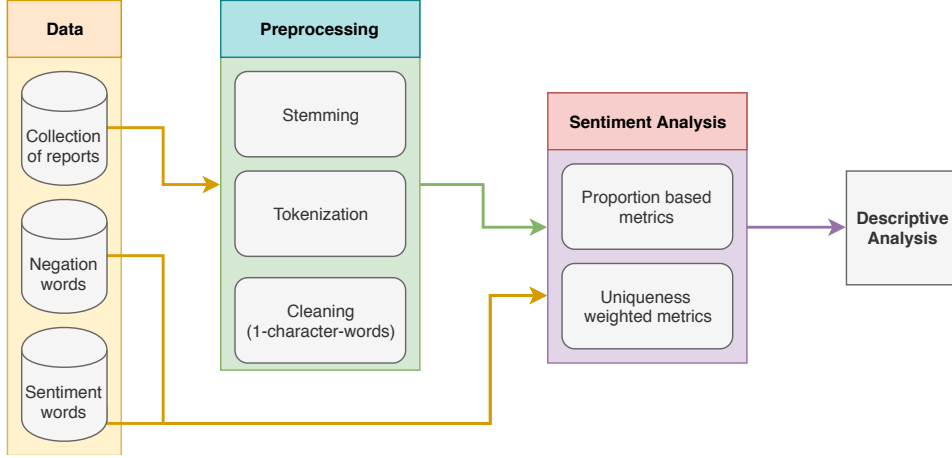 Data
Collection
of reports
Negation
words
Sentiment
words
Preprocessing
Stemming
Tokenization
Cleaning
(1-character-words)
Sentiment Analysis
Proportion based
metrics
Uniqueness
weighted metrics
Descriptive
Analysis